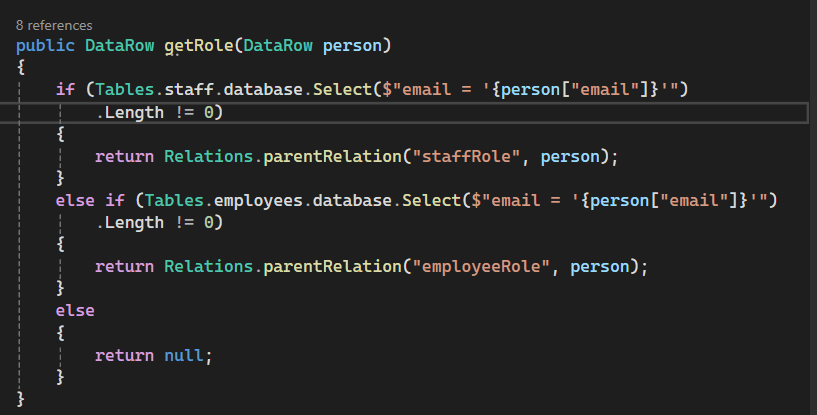 8 references
public DataRow getRole(DataRow person)
{
    if (Tables.staff.database.Select($"email = '{person["email"]}'")
        .Length != 0)
    {
        return Relations.parentRelation("staffRole", person);
    }
    else if (Tables.employees.database.Select($"email = '{person["email"]}'")
        .Length != 0)
    {
        return Relations.parentRelation("employeeRole", person);
    }
    else
    {
        return null;
    }
}